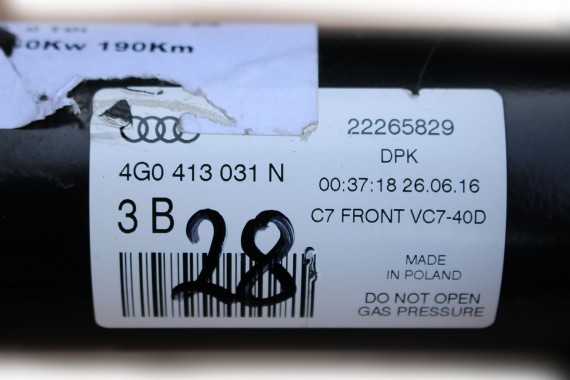 190Km
22265829
4G0 413 031 N
DPK
00:37:18 26.06.16
3 B
C7 FRONT VC7-40D
28
MADE
IN POLAND
DO NOT OPEN
GAS PRESSURE